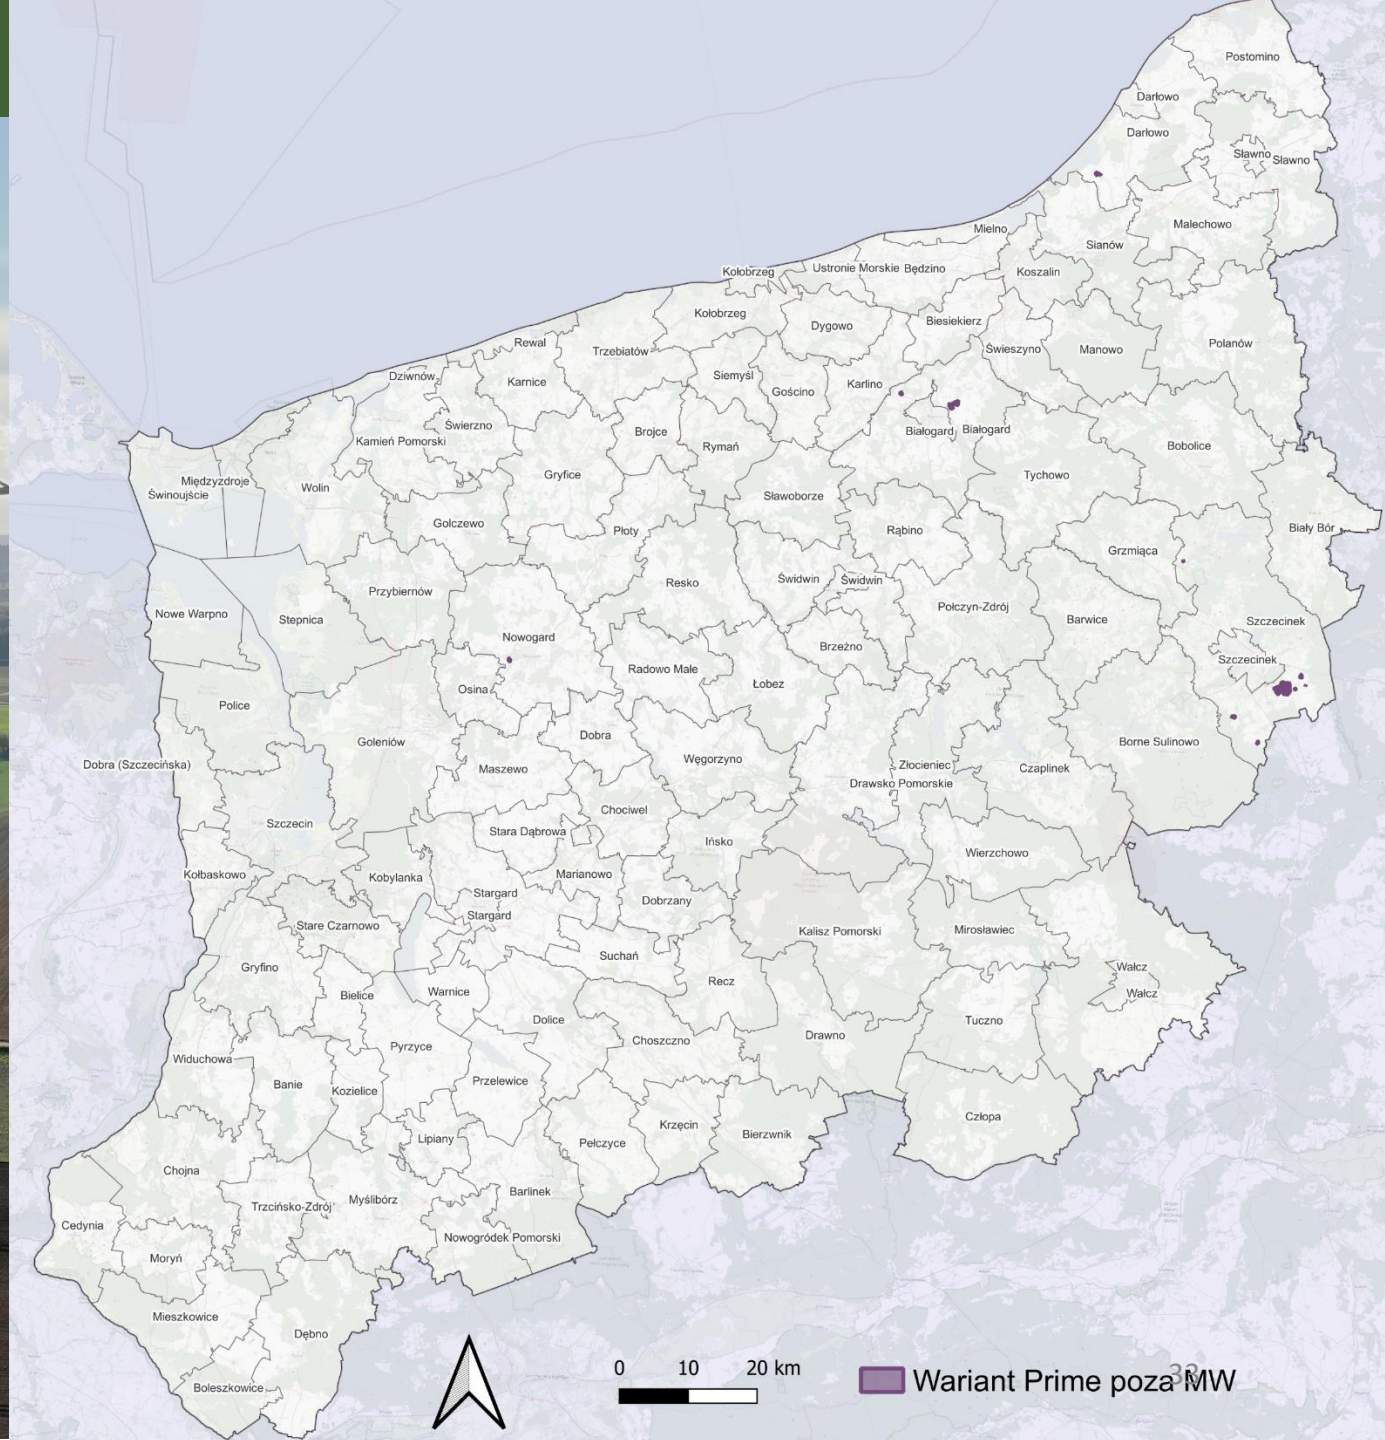 Postomino
Darłowo
Darłowo
Sławno
Sławno
Malechowo
Mielno
Sianów
Kołobrzeg
Ustronie Morskie
Będzino
Koszalin
Kołobrzeg
Dygowo
Biesiekierz
Świeszyno
Manowo
Polanów
Rewal
Trzebiatów
Dziwnów
Karnice
Siemyśl
Gościno
Karlino
Świerzno
Kamień Pomorski
Brojce
Rymań
Białogard
Białogard
Bobolice
Międzyzdroje
Świnoujście
Wolin
Gryfice
Sławoborze
Tychowo
Golczewo
Płoty
Rąbino
Biały Bór
Grzmiąca
Przybiernów
Resko
Świdwin
Świdwin
Połczyn-Zdrój
Barwice
Nowe Warpno
Stepnica
Nowogard
Brzeżno
Szczecinek
Szczecinek
Radowo Małe
Łobez
Osina
Police
Goleniów
Dobra
Borne Sulinowo
Dobra (Szczecińska)
Maszewo
Węgorzyno
Złocieniec
Czaplinek
Drawsko Pomorskie
Chociwel
Szczecin
Stara Dąbrowa
Ińsko
Wierzchowo
Kołbaskowo
Kobylanka
Marianowo
Stargard
Dobrzany
Stargard
Stare Czarnowo
Kalisz Pomorski
Mirosławiec
Suchań
Gryfino
Wałcz
Wałcz
Bielice
Warnice
Recz
Dolice
Tuczno
Choszczno
Drawno
Pyrzyce
Widuchowa
Banie
Kozielice
Przelewice
Człopa
Krzęcin
Bierzwnik
Lipiany
Pełczyce
Chojna
Trzcińsko-Zdrój
Myślibórz
Barlinek
Cedynia
Nowogródek Pomorski
Moryń
Mieszkowice
Dębno
Boleszkowice
0 10 20 km
Wariant Prime poza MW
33